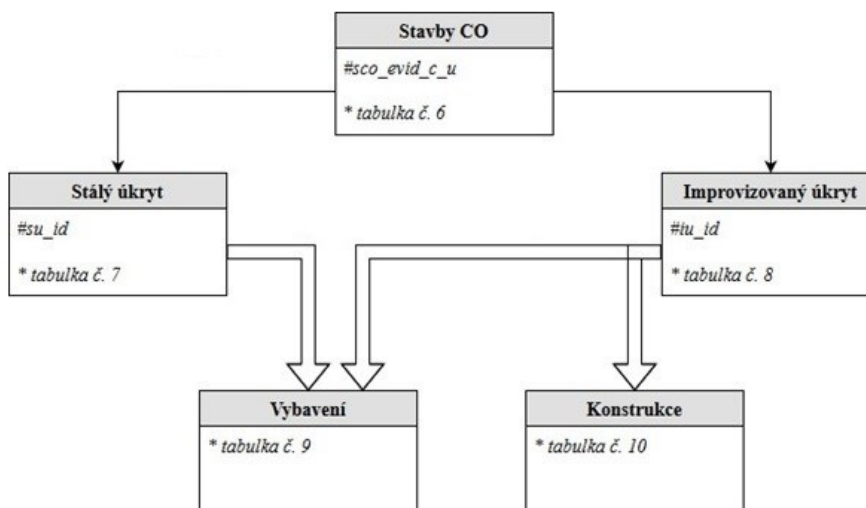 Stavby CO
#sco_evid_c_u
* tabulka č. 6
Stálý úkryt
#su_id
* tabulka č. 7
Improvizovaný úkryt
#iu_id
* tabulka č. 8
Vybavení
* tabulka č. 9
Konstrukce
* tabulka č. 10